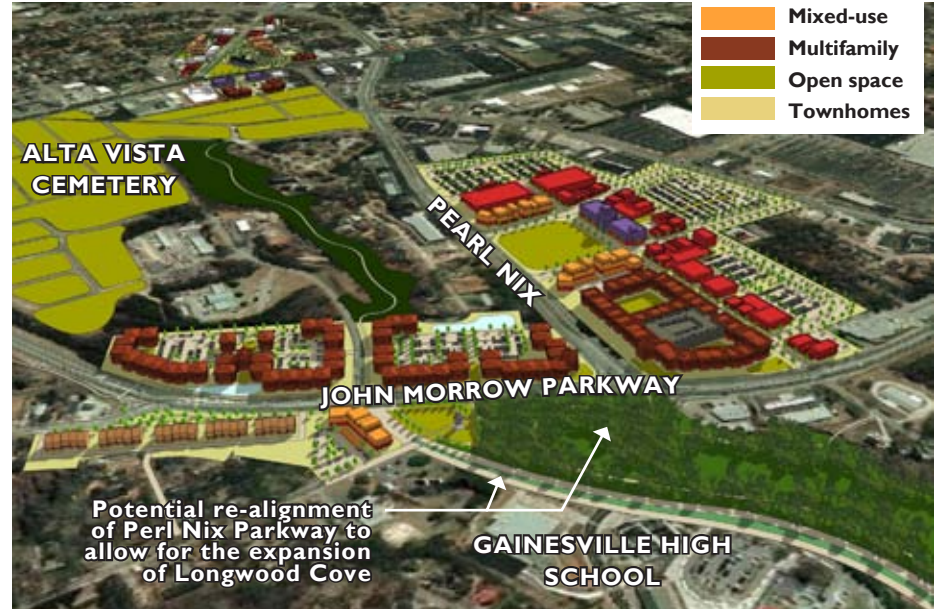 Mixed-use
Multifamily
Open space
Townhomes
ALTA VISTA
CEMETERY
PEARL NIX
JOHN MORROW PARKWAY
Potential re-alignment
of Perl Nix Parkway to
allow for the expansion
of Longwood Cove
GAINESVILLE HIGH
SCHOOL